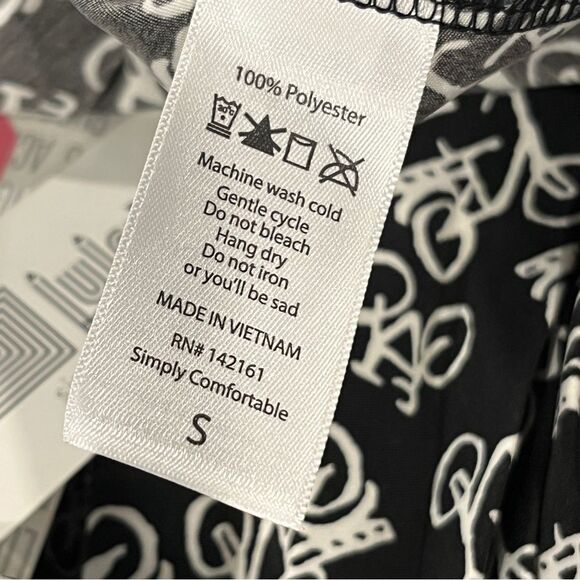 100% Polyester
Machine wash cold
Gentle cycle
Do not bleach
Hang dry
Do not iron
or you'll be sad
MADE IN VIETNAM
RN# 142161
Simply Comfortable
S